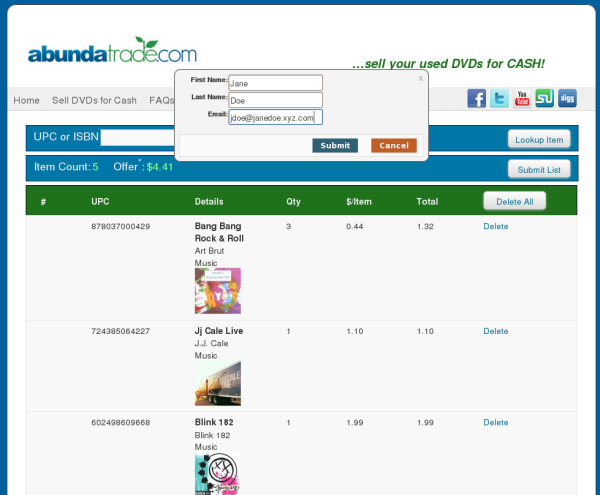 abundatrade.com
...sell your used DVDs for CASH!
First Name: Jane
x
Last Name: Doe
Email: jdoe@janedoe.xyz.com
Submit Cancel
Home Sell DVDs for Cash FAQs
You Tube
digg
UPC or ISBN
Lookup Item
Item Count: 5 Offer*: $4.41
Submit List
# UPC Details Qty $/Item Total Delete All
878037000429 Bang Bang 3 0.44 1.32 Delete
Rock & Roll
Art Brut
Music
724385064227 Jj Cale Live 1 1.10 1.10 Delete
J.J. Cale
Music
602498609668 Blink 182 1 1.99 1.99 Delete
Blink 182
Music